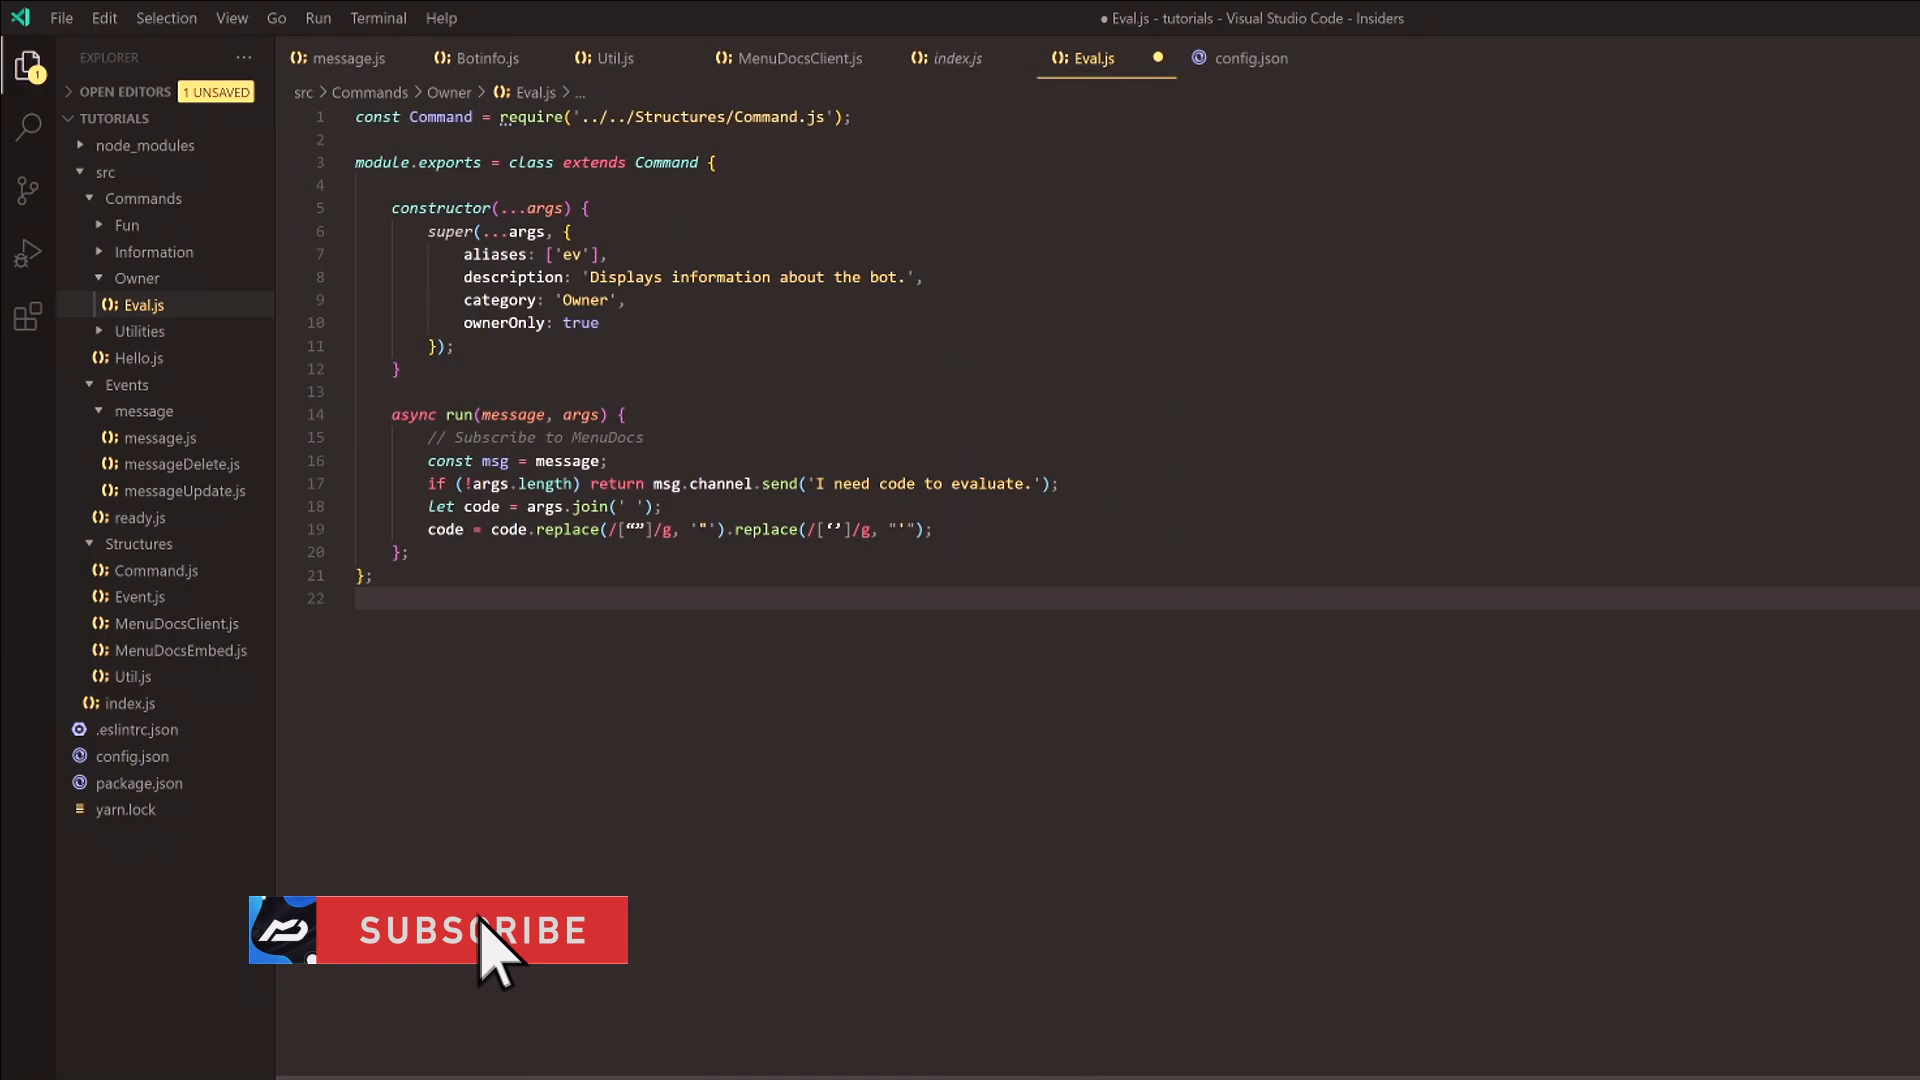 File Edit Selection View Go Run Terminal Help
● Eval.js - tutorials - Visual Studio Code - Insiders
EXPLORER ...
1
OPEN EDITORS 1 UNSAVED
TUTORIALS
node_modules
src
Commands
Fun
Information
Owner
Eval.js
Utilities
Hello.js
Events
message
message.js
messageDelete.js
messageUpdate.js
ready.js
Structures
Command.js
Event.js
MenuDocsClient.js
MenuDocsEmbed.js
Util.js
index.js
.eslintrc.json
config.json
package.json
yarn.lock
message.js Botinfo.js Util.js MenuDocsClient.js index.js Eval.js config.json
src > Commands > Owner > Eval.js > ...
1 const Command = require('../../Structures/Command.js');
2
3 module.exports = class extends Command {
4
5 constructor(...args) {
6 super(...args, {
7 aliases: ['ev'],
8 description: 'Displays information about the bot.',
9 category: 'Owner',
10 ownerOnly: true
11 });
12 }
13
14 async run(message, args) {
15 // Subscribe to MenuDocs
16 const msg = message;
17 if (!args.length) return msg.channel.send('I need code to evaluate.');
18 let code = args.join(' ');
19 code = code.replace(/[“”]/g, '"').replace(/[‘’]/g, "'");
20 };
21 };
22
SUBSCRIBE